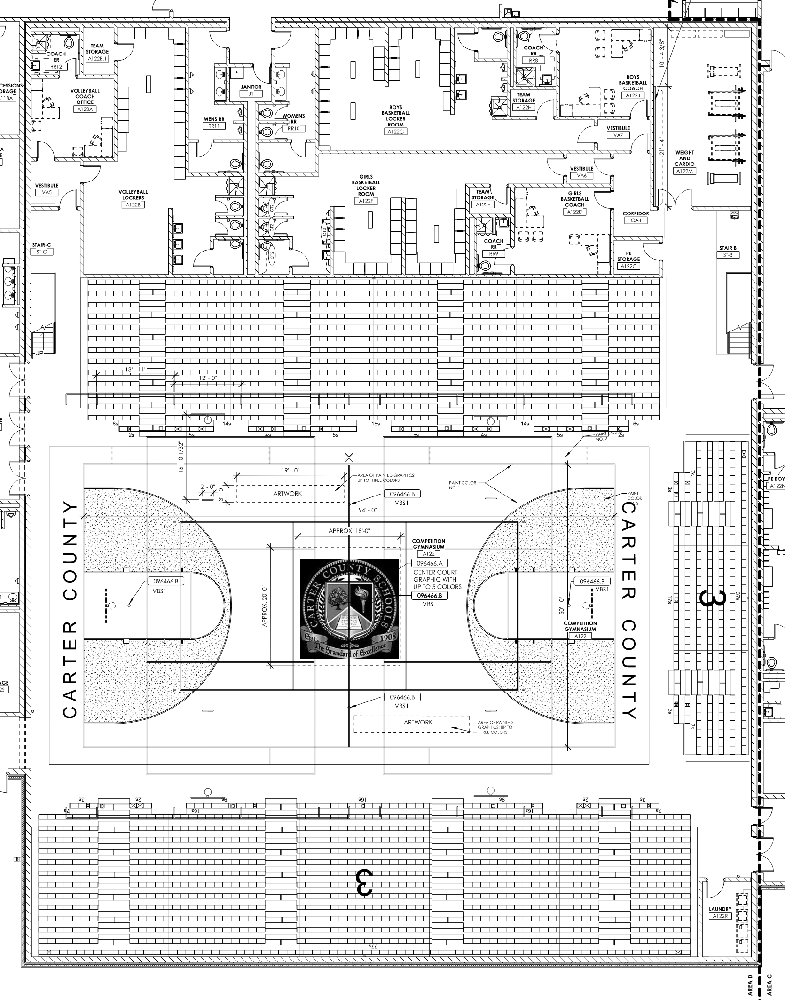 COACH
RR
RR12
TEAM
STORAGE
A122B.1
VOLLEYBALL
COACH
OFFICE
A122A
JANITOR
J1
MENS RR
RR11
WOMENS
RR
RR10
BOYS
BASKETBALL
LOCKER
ROOM
A122G
COACH
RR
RR8
TEAM
STORAGE
A122H
BOYS
BASKETBALL
COACH
A122J
VESTIBULE
VA7
10' - 4 3/8"
21' - 4"
WEIGHT
AND
CARDIO
A122M
CESSIONS
ORAGE
A118A
VESTIBULE
VA5
VOLLEYBALL
LOCKERS
A122B
GIRLS
BASKETBALL
LOCKER
ROOM
A122F
VESTIBULE
VA6
TEAM
STORAGE
A122E
GIRLS
BASKETBALL
COACH
A122D
CORRIDOR
CA4
CT2
CT2
CT2
CT2
COACH
RR
RR9
PE
STORAGE
A122C
STAIR-C
ST-C
STAIR B
ST-B
UP
13' - 11"
12' - 0"
6s
14s
15s
14s
6s
2s
5s
4s
5s
5s
4s
5s
2s
PAINT COLOR
NO. 2
15' - 0 1/32"
19' - 0"
2' - 0"
3' - 0"
ARTWORK
AREA OF PAINTED GRAPHICS;
UP TO THREE COLORS
096466.B
VBS1
PAINT COLOR
NO. 1
PAINT
COLOR
NO. 3
94' - 0"
APPROX. 18'-0"
COMPETITION
GYMNASIUM
A122
096466.A
CENTER COURT
GRAPHIC WITH
UP TO 5 COLORS
096466.B
VBS1
APPROX. 20'-0"
CARTER COUNTY SCHOOLS
Est.
1908
The Standard of Excellence
CARTER COUNTY
CARTER COUNTY
096466.B
VBS1
096466.B
VBS1
50' - 0"
COMPETITION
GYMNASIUM
A122
096466.B
VBS1
ARTWORK
AREA OF PAINTED
GRAPHICS; UP TO
THREE COLORS
7s
3s
17s
37s
3
3s
7s
PE BOY
A122N
AGE
2S
3s
2s
9s
16s
9s
2s
3s
7s
16s
16s
7s
3
77s
LAUNDRY
A122R
AREA D
AREA C